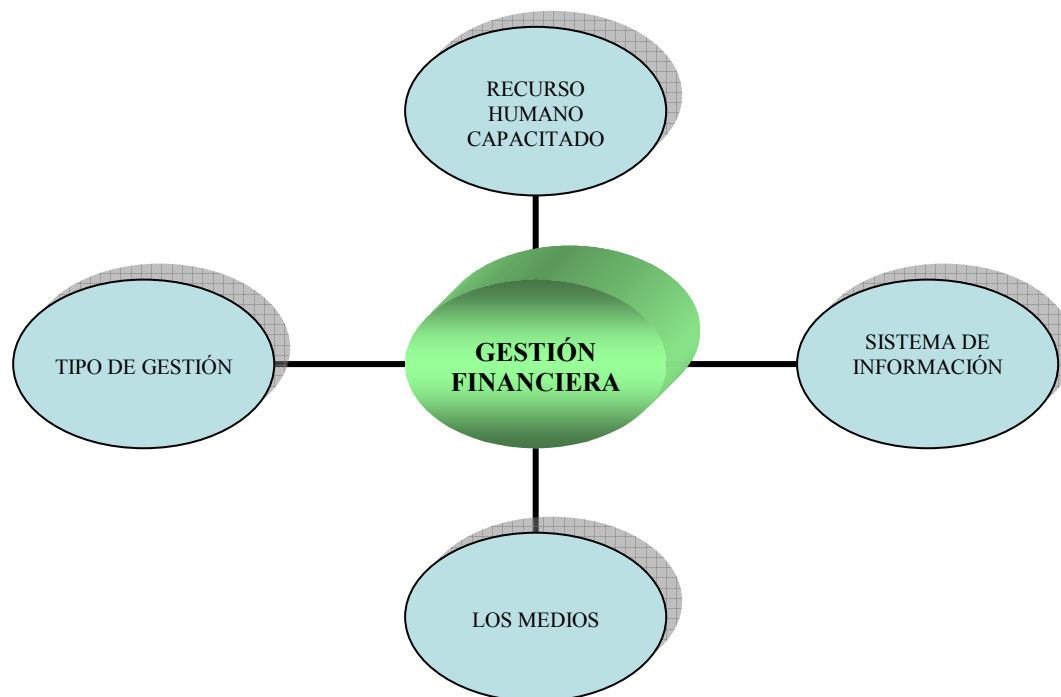 RECURSO
HUMANO
CAPACITADO
TIPO DE GESTIÓN
GESTIÓN
FINANCIERA
SISTEMA DE
INFORMACIÓN
LOS MEDIOS